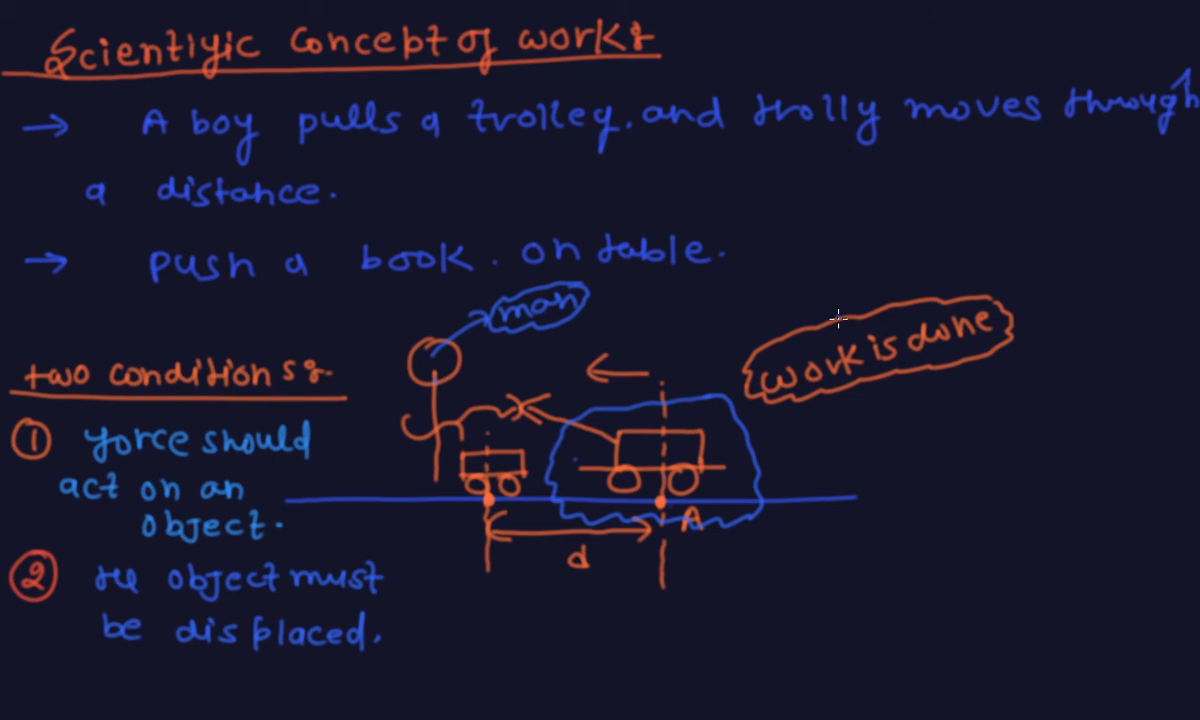 Scientific concept of work:
→ A boy pulls a trolley. and trolly moves through
a distance.
→ Push a book. on table.
man
work is done
two conditions:-
① force should
act on an
object.
② the object must
be displaced.
A
d